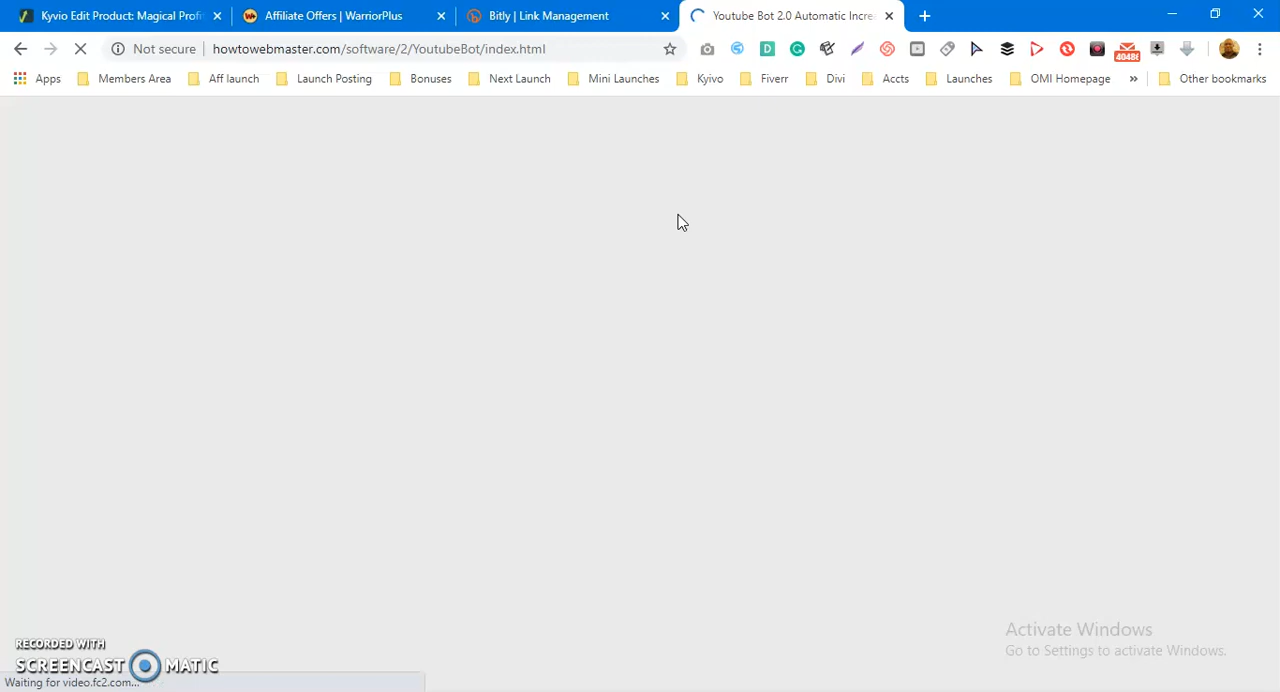 Kyvio Edit Product: Magical Profi
Affiliate Offers | WarriorPlus
Bitly | Link Management
Youtube Bot 2.0 Automatic Incre
Not secure
howtowebmaster.com/software/2/YoutubeBot/index.html
Apps
Members Area
Aff launch
Launch Posting
Bonuses
Next Launch
Mini Launches
Kyivo
Fiverr
Divi
Accts
Launches
OMI Homepage
»
Other bookmarks
Activate Windows
Go to Settings to activate Windows.
RECORDED WITH
SCREENCAST MATIC
Waiting for video.fc2.com...